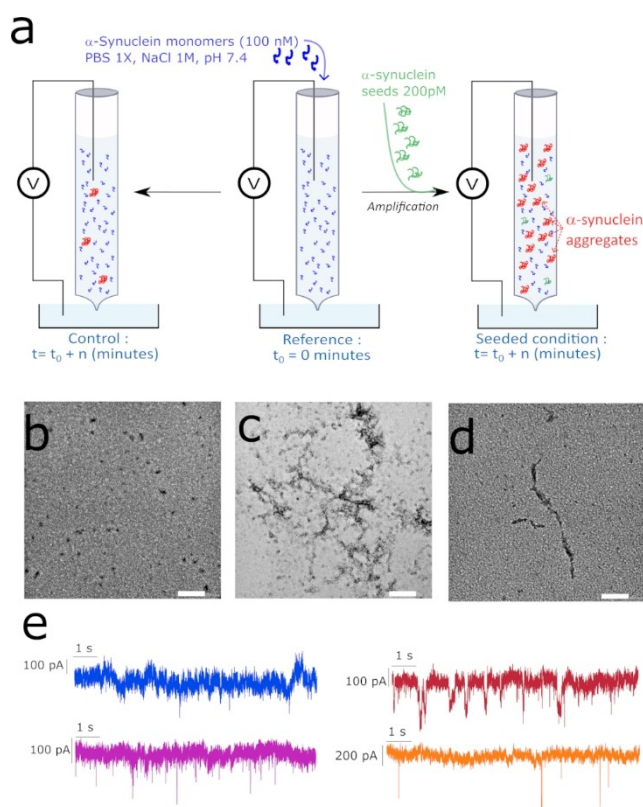 a
α-Synuclein monomers (100 nM)
PBS 1X, NaCl 1M, pH 7.4
α-synuclein
seeds 200pM
V
V
Amplification
α-synuclein
aggregates
Control :
t= t₀ + n (minutes)
Reference :
t₀ = 0 minutes
Seeded condition :
t= t₀ + n (minutes)
b
c
d
e
1 s
100 pA
1 s
100 pA
1 s
100 pA
1 s
200 pA